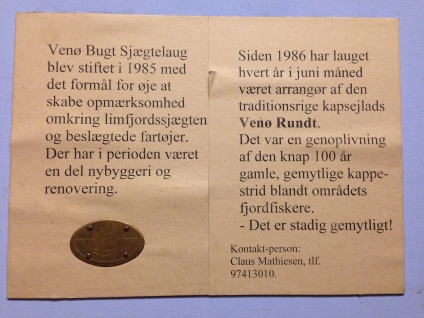 Venø Bugt Sjægtelaug
blev stiftet i 1985 med
det formål for øje at
skabe opmærksomhed
omkring limfjordssjægten
og beslægtede fartøjer.
Der har i perioden været
en del nybyggeri og
renovering.
Siden 1986 har lauget
hvert år i juni måned
været arrangør af den
traditionsrige kapsejlads
Venø Rundt.
Det var en genoplivning
af den knap 100 år
gamle, gemytlige kappe-
strid blandt områdets
fjordfiskere.
- Det er stadig gemytligt!
Kontakt-person:
Claus Mathiesen, tlf.
97413010.